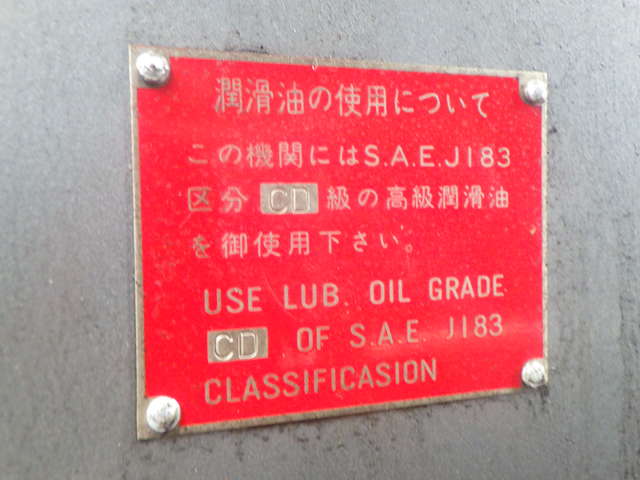 潤滑油の使用について
この機関にはS.A.E.J183
区分 CD 級の高級潤滑油
を御使用下さい。
USE LUB. OIL GRADE
CD OF S.A.E. J183
CLASSIFICASION